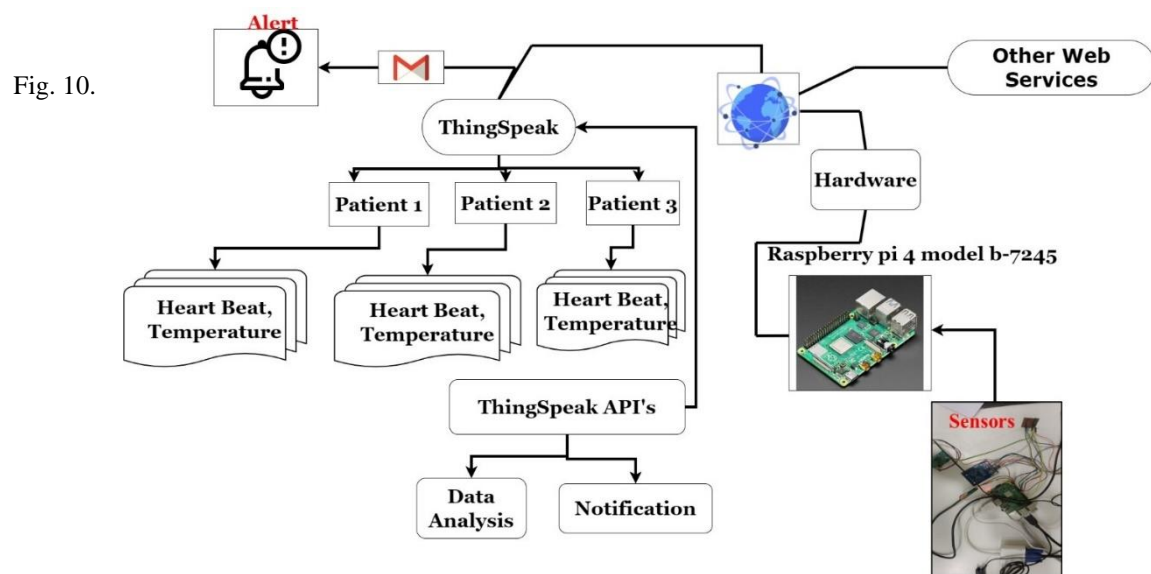 Alert
Fig. 10.
Other Web
Services
ThingSpeak
Hardware
Patient 1
Patient 2
Patient 3
Raspberry pi 4 model b-7245
Heart Beat,
Temperature
Heart Beat,
Temperature
Heart Beat,
Temperature
ThingSpeak API's
Sensors
Data
Analysis
Notification